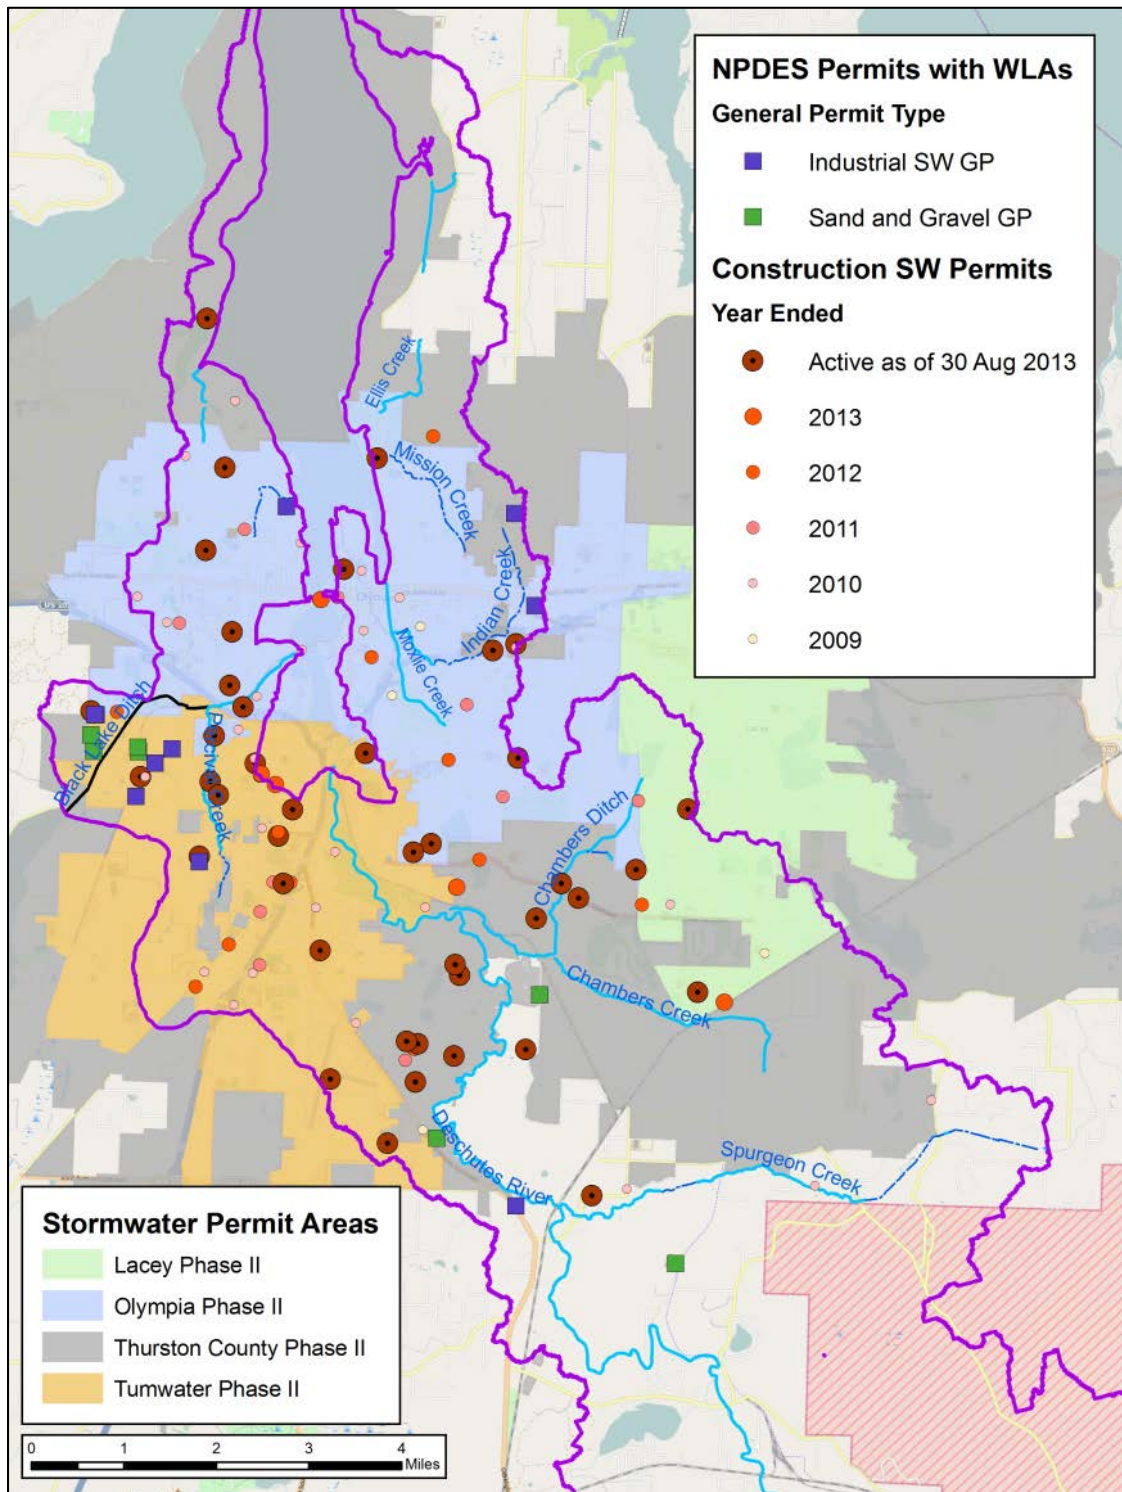 NPDES Permits with WLAs
General Permit Type
Industrial SW GP
Sand and Gravel GP
Construction SW Permits
Year Ended
Active as of 30 Aug 2013
2013
2012
2011
2010
2009
Ellis Creek
Mission Creek
Indian Creek
Moxlie Creek
Black Lake Ditch
Percival Creek
Chambers Ditch
Chambers Creek
Deschutes River
Spurgeon Creek
Stormwater Permit Areas
Lacey Phase II
Olympia Phase II
Thurston County Phase II
Tumwater Phase II
0 1 2 3 4
Miles